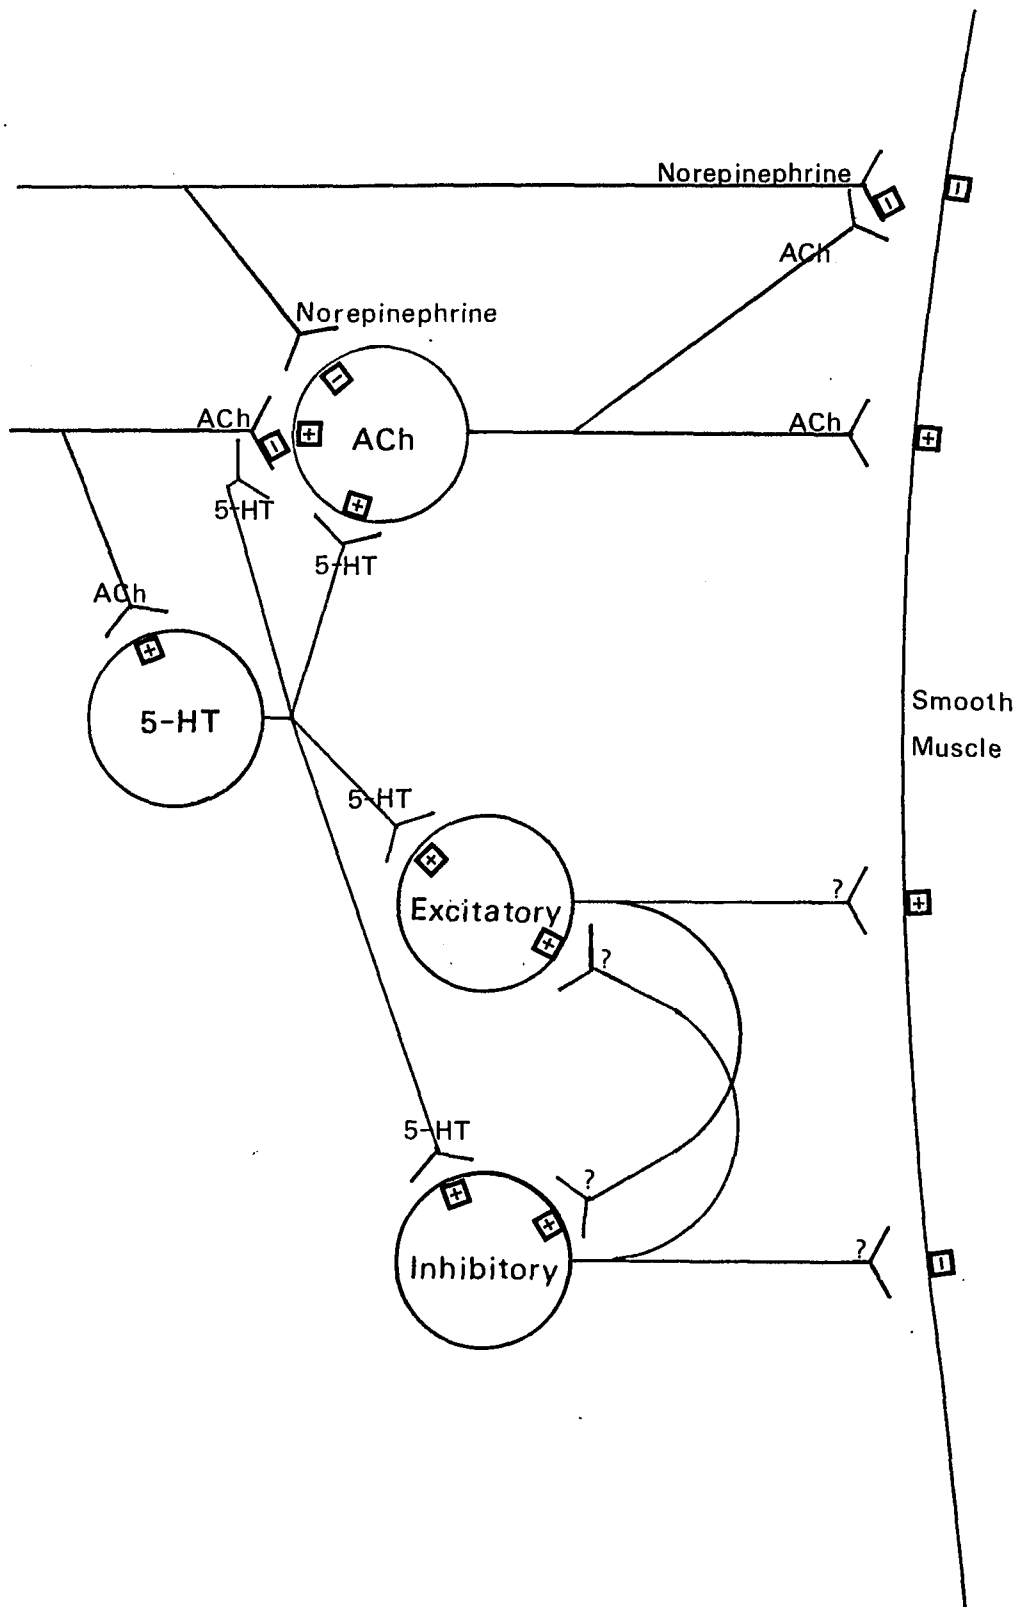 Norepinephrine
−
−
ACh
Norepinephrine
−
ACh
−
+
ACh
ACh
+
5-HT
+
5-HT
ACh
+
5-HT
Smooth
Muscle
5-HT
+
?
+
Excitatory
+
?
5-HT
+
?
+
?
Inhibitory
−